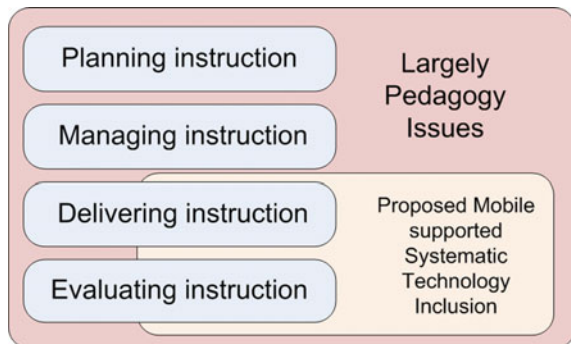 Planning instruction
Managing instruction
Delivering instruction
Evaluating instruction
Largely
Pedagogy
Issues
Proposed Mobile
supported
Systematic
Technology
Inclusion